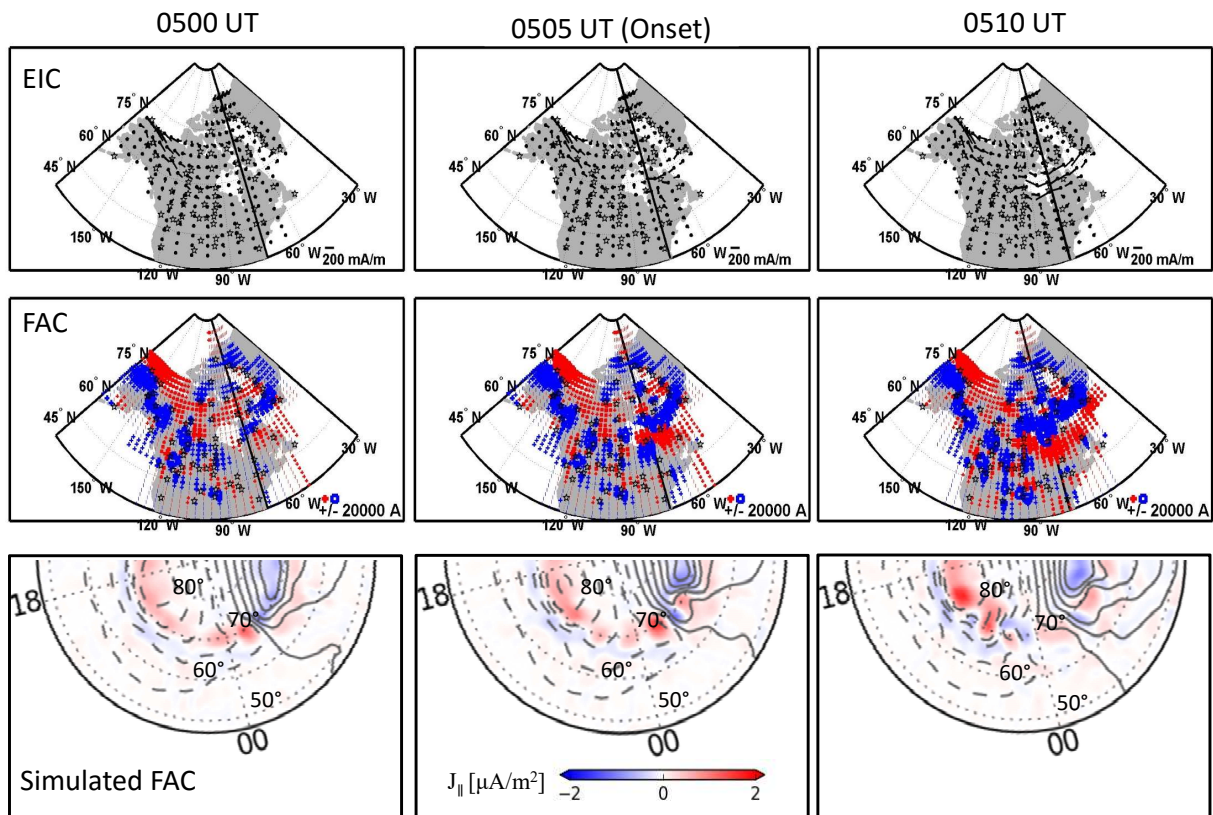 0500 UT
0505 UT (Onset)
0510 UT
EIC
75° N
60° N
45° N
30° W
150° W
60° W
200 mA/m
120° W
90° W
75° N
60° N
45° N
30° W
150° W
60° W
200 mA/m
120° W
90° W
75° N
60° N
45° N
30° W
150° W
60° W
200 mA/m
120° W
90° W
FAC
75° N
60° N
45° N
30° W
150° W
60° W
+/- 20000 A
120° W
90° W
75° N
60° N
45° N
30° W
150° W
60° W
+/- 20000 A
120° W
90° W
75° N
60° N
45° N
30° W
150° W
60° W
+/- 20000 A
120° W
90° W
18
80°
70°
60°
50°
00
Simulated FAC
18
80°
70°
60°
50°
00
J∥ [µA/m²]
−2 0 2
18
80°
70°
60°
50°
00